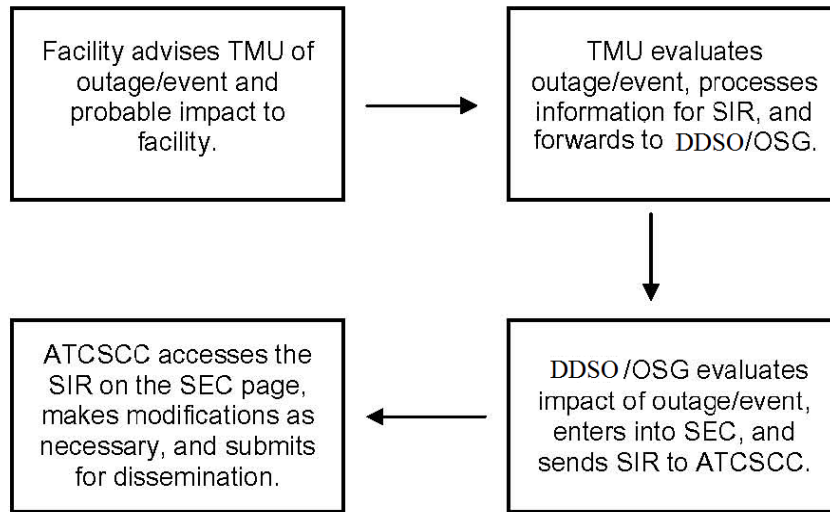 Facility advises TMU of
outage/event and
probable impact to
facility.
TMU evaluates
outage/event, processes
information for SIR, and
forwards to DDSO/OSG.
DDSO/OSG evaluates
impact of outage/event,
enters into SEC, and
sends SIR to ATCSCC.
ATCSCC accesses the
SIR on the SEC page,
makes modifications as
necessary, and submits
for dissemination.